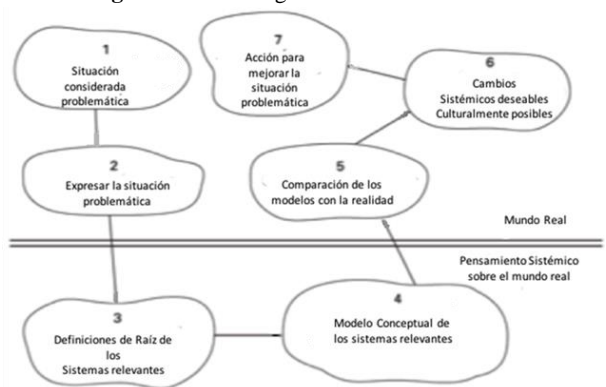 1
Situación
considerada
problemática
2
Expresar la situación
problemática
3
Definiciones de Raíz de
los
Sistemas relevantes
4
Modelo Conceptual de
los sistemas relevantes
5
Comparación de los
modelos con la realidad
6
Cambios
Sistémicos deseables
Culturalmente posibles
7
Acción para
mejorar la
situación
problemática
Mundo Real
Pensamiento Sistémico
sobre el mundo real